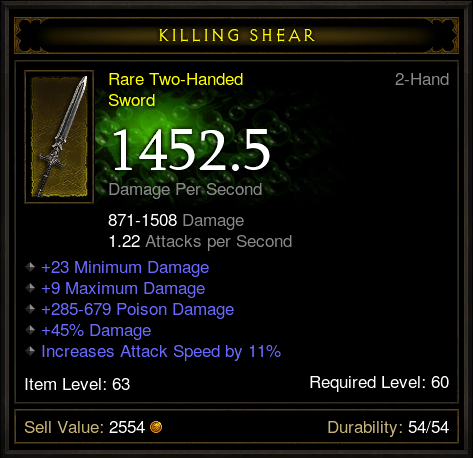 KILLING SHEAR
Rare Two-Handed 2-Hand
Sword
1452.5
Damage Per Second
871-1508 Damage
1.22 Attacks per Second
+23 Minimum Damage
+9 Maximum Damage
+285-679 Poison Damage
+45% Damage
Increases Attack Speed by 11%
Item Level: 63 Required Level: 60
Sell Value: 2554 Durability: 54/54